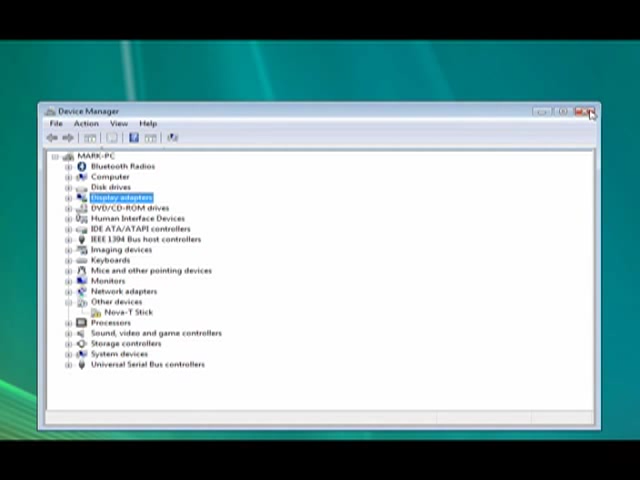 Device Manager
File Action View Help
MARK-PC
Bluetooth Radios
Computer
Disk drives
Display adapters
DVD/CD-ROM drives
Human Interface Devices
IDE ATA/ATAPI controllers
IEEE 1394 Bus host controllers
Imaging devices
Keyboards
Mice and other pointing devices
Monitors
Network adapters
Other devices
Nova-T Stick
Processors
Sound, video and game controllers
Storage controllers
System devices
Universal Serial Bus controllers